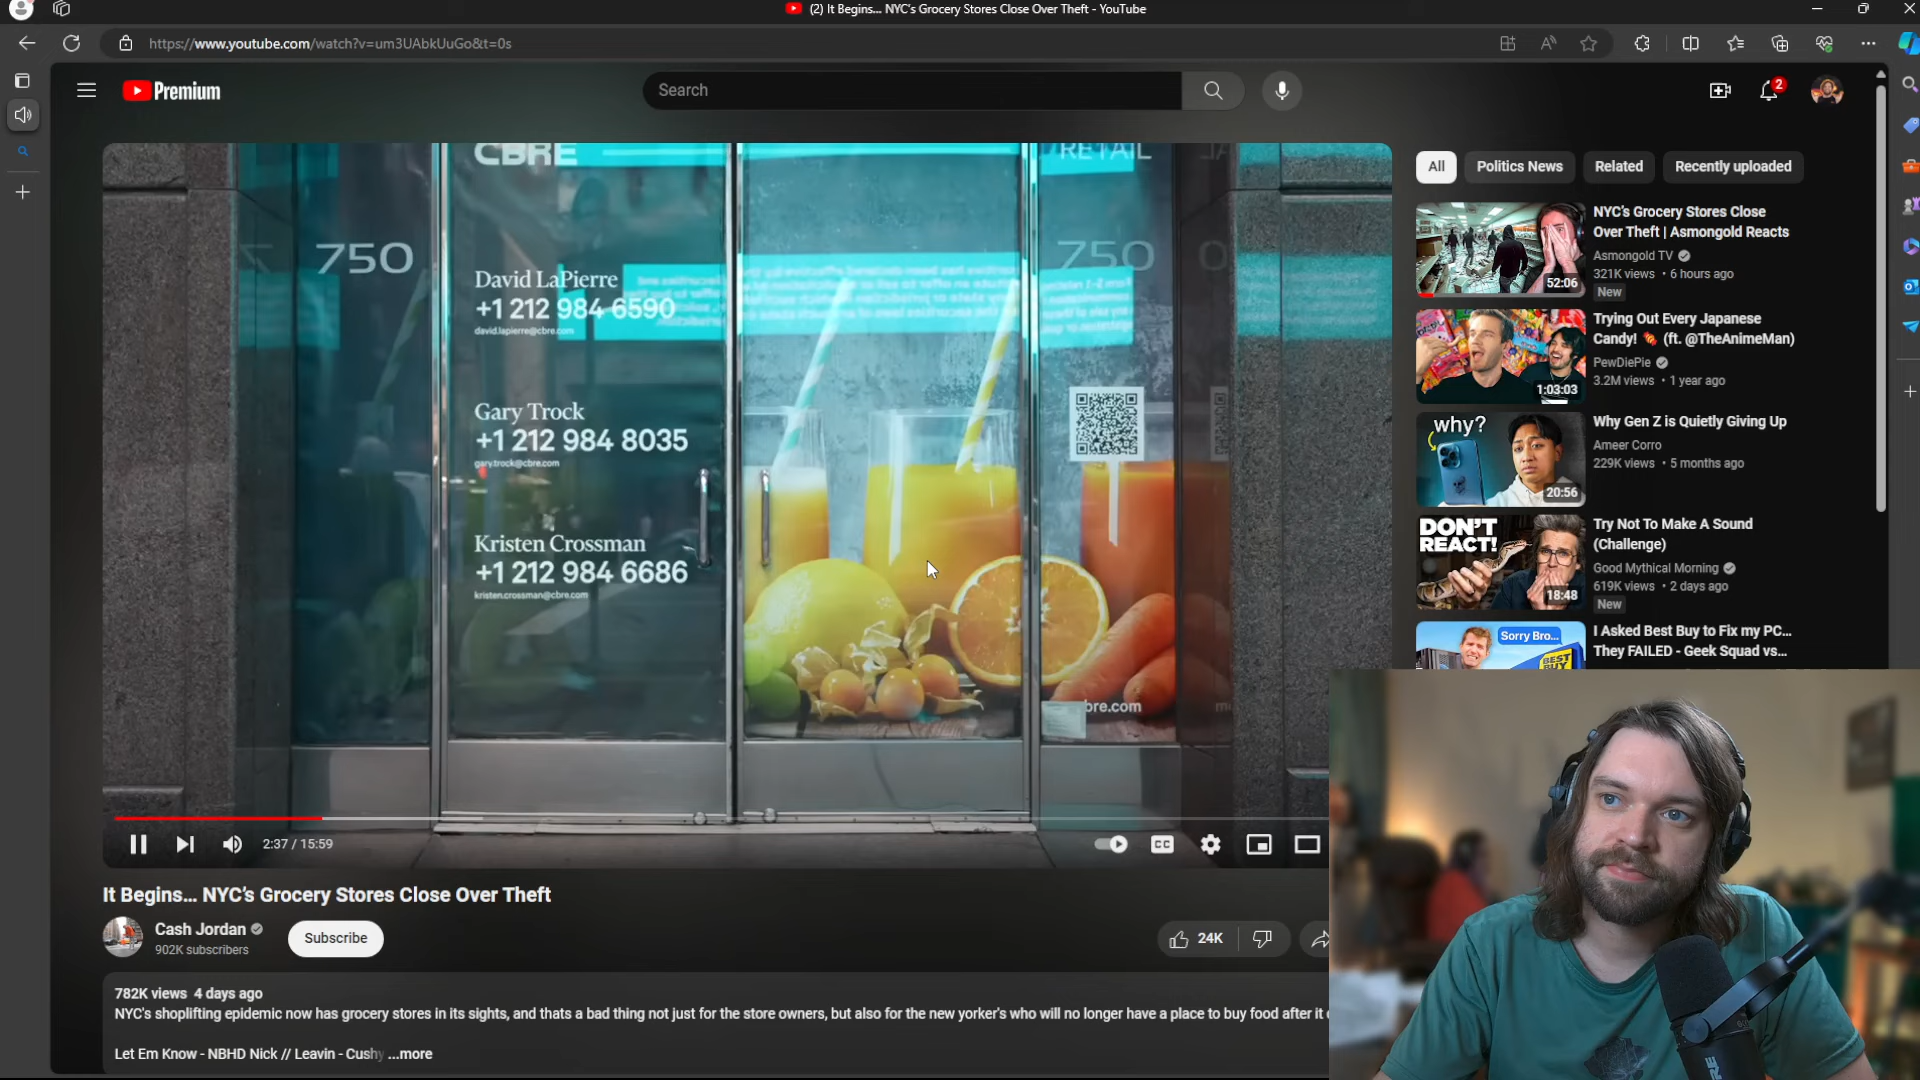 (2) It Begins... NYC's Grocery Stores Close Over Theft - YouTube
https://www.youtube.com/watch?v=um3UAbkUuGo&t=0s
Premium
Search
2
CBRE
RETAIL
750
750
David LaPierre
+1 212 984 6590
david.lapierre@cbre.com
Gary Trock
+1 212 984 8035
gary.trock@cbre.com
Kristen Crossman
+1 212 984 6686
kristen.crossman@cbre.com
bre.com
2:37 / 15:59
CC
It Begins... NYC's Grocery Stores Close Over Theft
Cash Jordan
902K subscribers
Subscribe
24K
782K views 4 days ago
NYC's shoplifting epidemic now has grocery stores in its sights, and thats a bad thing not just for the store owners, but also for the new yorker's who will no longer have a place to buy food after it
Let Em Know - NBHD Nick // Leavin - Cushy ...more
All
Politics News
Related
Recently uploaded
52:06
NYC's Grocery Stores Close
Over Theft | Asmongold Reacts
Asmongold TV
321K views • 6 hours ago
New
1:03:03
Trying Out Every Japanese
Candy! 🍬 (ft. @TheAnimeMan)
PewDiePie
3.2M views • 1 year ago
why?
20:56
Why Gen Z is Quietly Giving Up
Ameer Corro
229K views • 5 months ago
DON'T
REACT!
18:48
Try Not To Make A Sound
(Challenge)
Good Mythical Morning
619K views • 2 days ago
New
Sorry Bro...
BEST
BUY
I Asked Best Buy to Fix my PC...
They FAILED - Geek Squad vs...